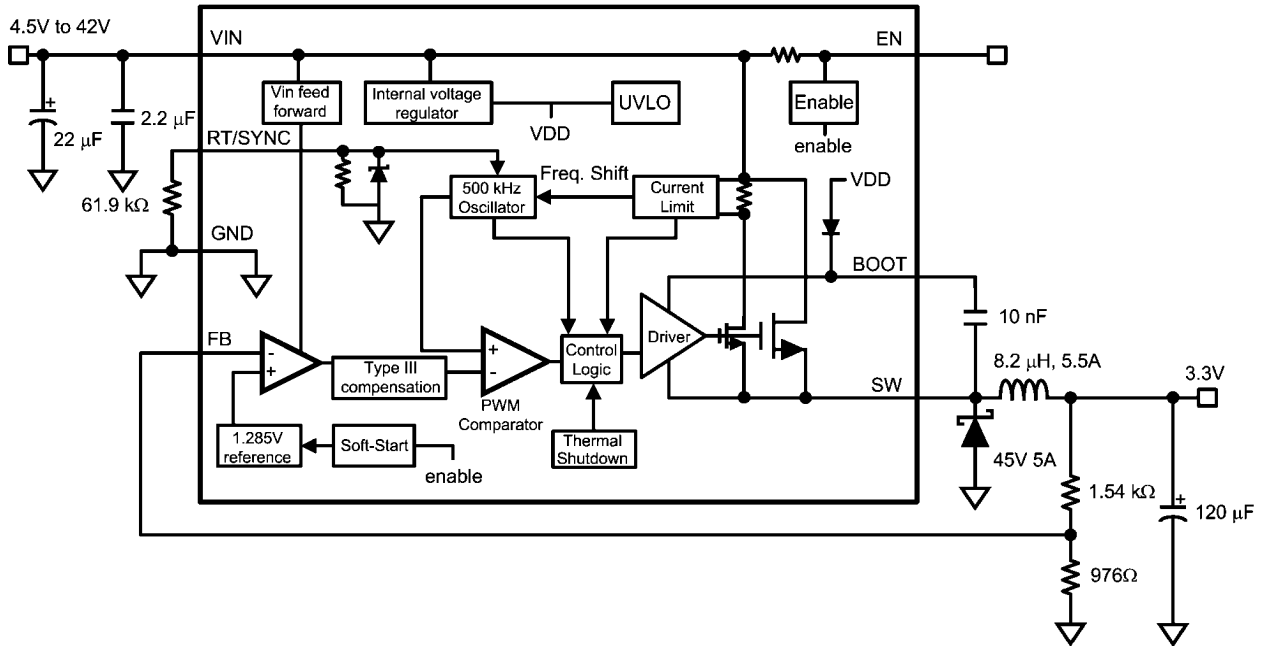 4.5V to 42V
VIN
EN
Vin feed
forward
Internal voltage
regulator
UVLO
Enable
VDD
enable
+
22 μF
2.2 μF
RT/SYNC
61.9 kΩ
GND
500 kHz
Oscillator
Freq. Shift
Current
Limit
VDD
BOOT
10 nF
FB
-
+
Type III
compensation
+
-
PWM
Comparator
Control
Logic
Driver
SW
8.2 μH, 5.5A
3.3V
1.285V
reference
Soft-Start
enable
Thermal
Shutdown
45V 5A
1.54 kΩ
+
120 μF
976Ω